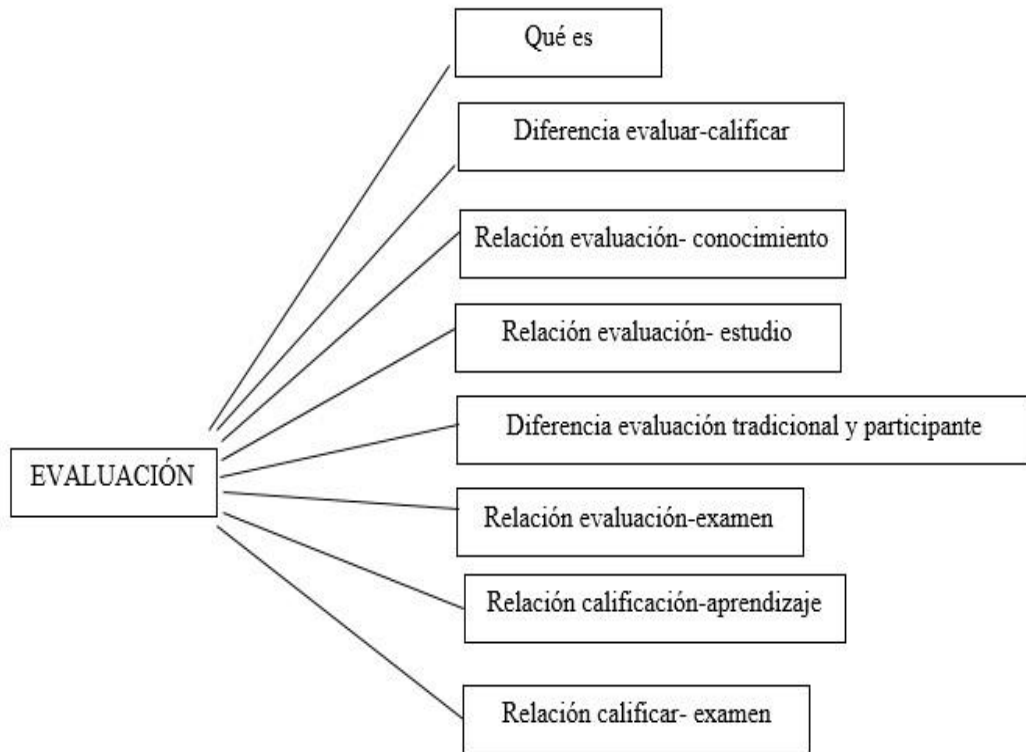 Qué es
Diferencia evaluar-calificar
Relación evaluación- conocimiento
Relación evaluación- estudio
Diferencia evaluación tradicional y participante
EVALUACIÓN
Relación evaluación-examen
Relación calificación-aprendizaje
Relación calificar- examen